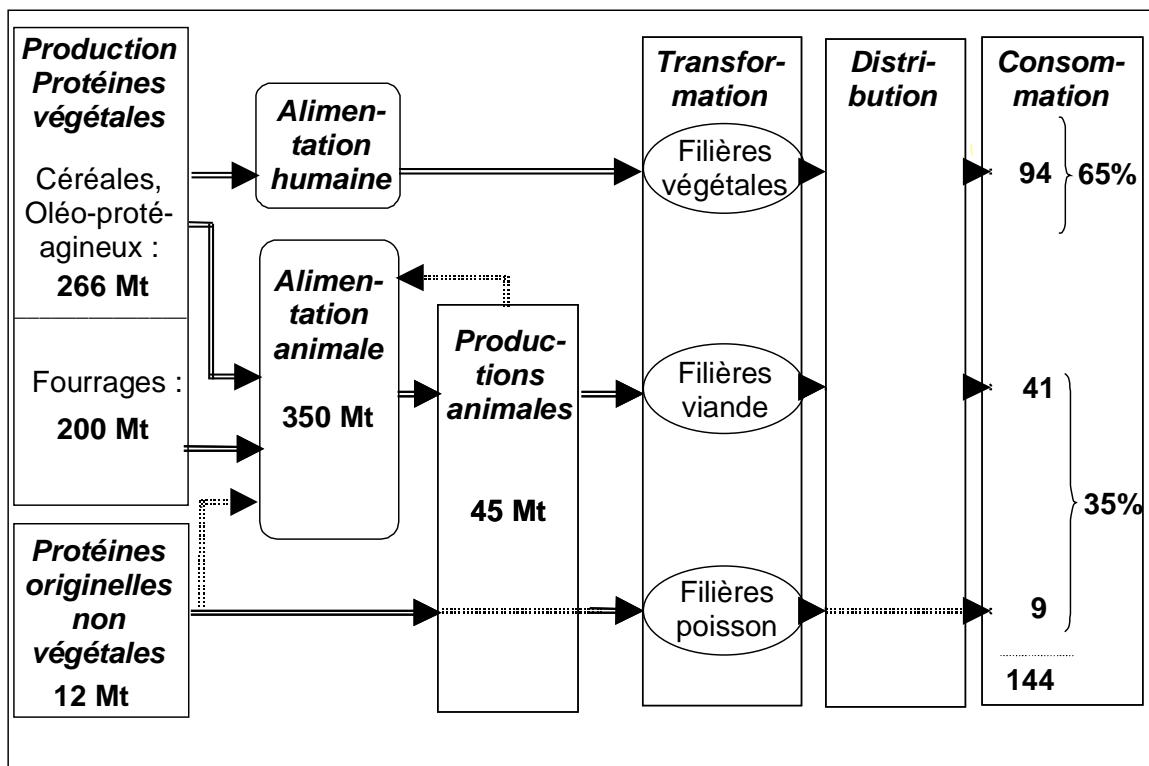 Production
Protéines
végétales
Céréales,
Oléo-proté-
agineux :
266 Mt
Fourrages :
200 Mt
Protéines
originelles
non
végétales
12 Mt
Alimen-
tation
humaine
Alimen-
tation
animale
350 Mt
Produc-
tions
animales
45 Mt
Transfor-
mation
Filières
végétales
Filières
viande
Filières
poisson
Distri-
bution
Consom-
mation
94
65%
41
35%
9
144